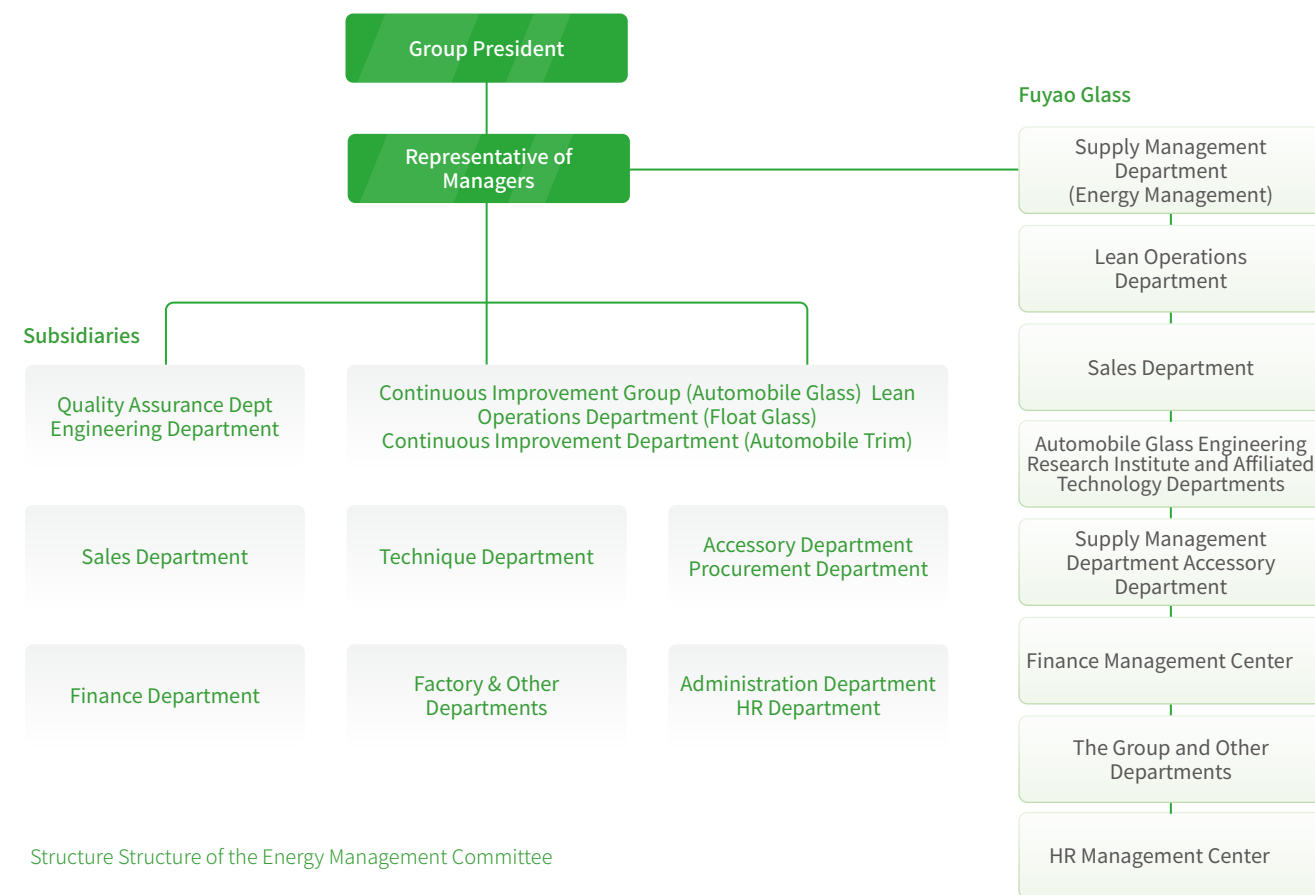 Group President
Representative of
Managers
Fuyao Glass
Supply Management
Department
(Energy Management)
Lean Operations
Department
Sales Department
Automobile Glass Engineering
Research Institute and Affiliated
Technology Departments
Supply Management
Department Accessory
Department
Finance Management Center
The Group and Other
Departments
HR Management Center
Subsidiaries
Quality Assurance Dept
Engineering Department
Continuous Improvement Group (Automobile Glass) Lean
Operations Department (Float Glass)
Continuous Improvement Department (Automobile Trim)
Sales Department
Technique Department
Accessory Department
Procurement Department
Finance Department
Factory & Other
Departments
Administration Department
HR Department
Structure Structure of the Energy Management Committee